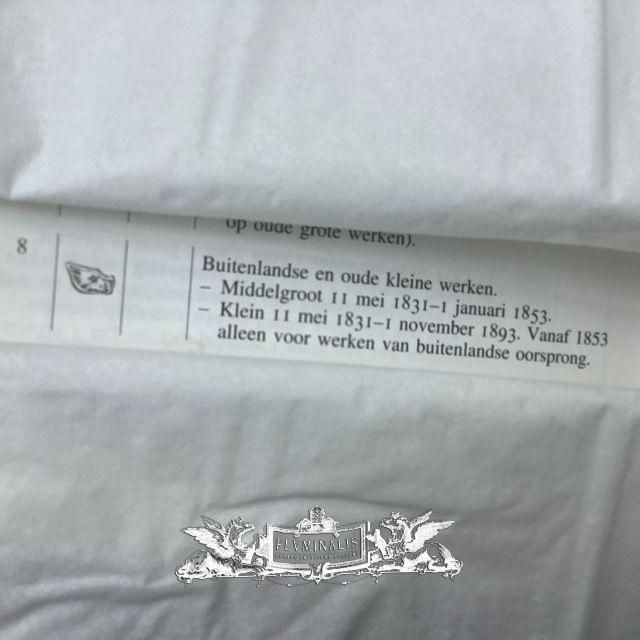 op oude grote werken).
8
Buitenlandse en oude kleine werken.
– Middelgroot 11 mei 1831–1 januari 1853.
– Klein 11 mei 1831–1 november 1893. Vanaf 1853
alleen voor werken van buitenlandse oorsprong.
FLVMINALIS